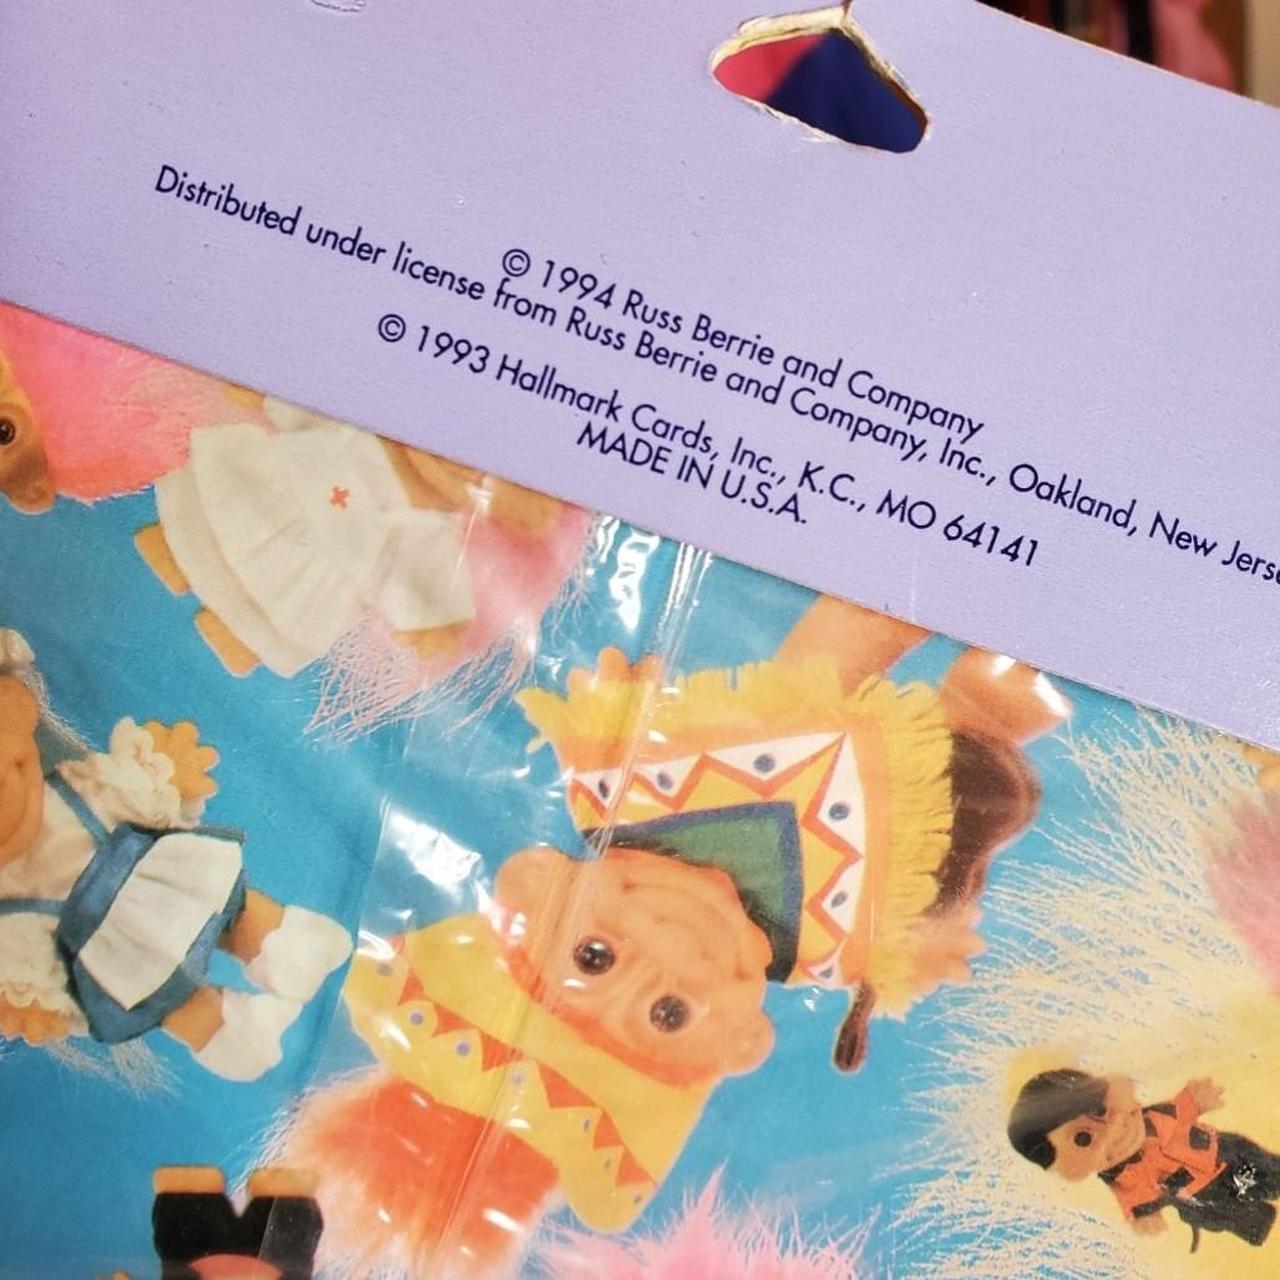 © 1994 Russ Berrie and Company
Distributed under license from Russ Berrie and Company, Inc., Oakland, New
© 1993 Hallmark Cards, Inc., K.C., MO 64141
MADE IN U.S.A.